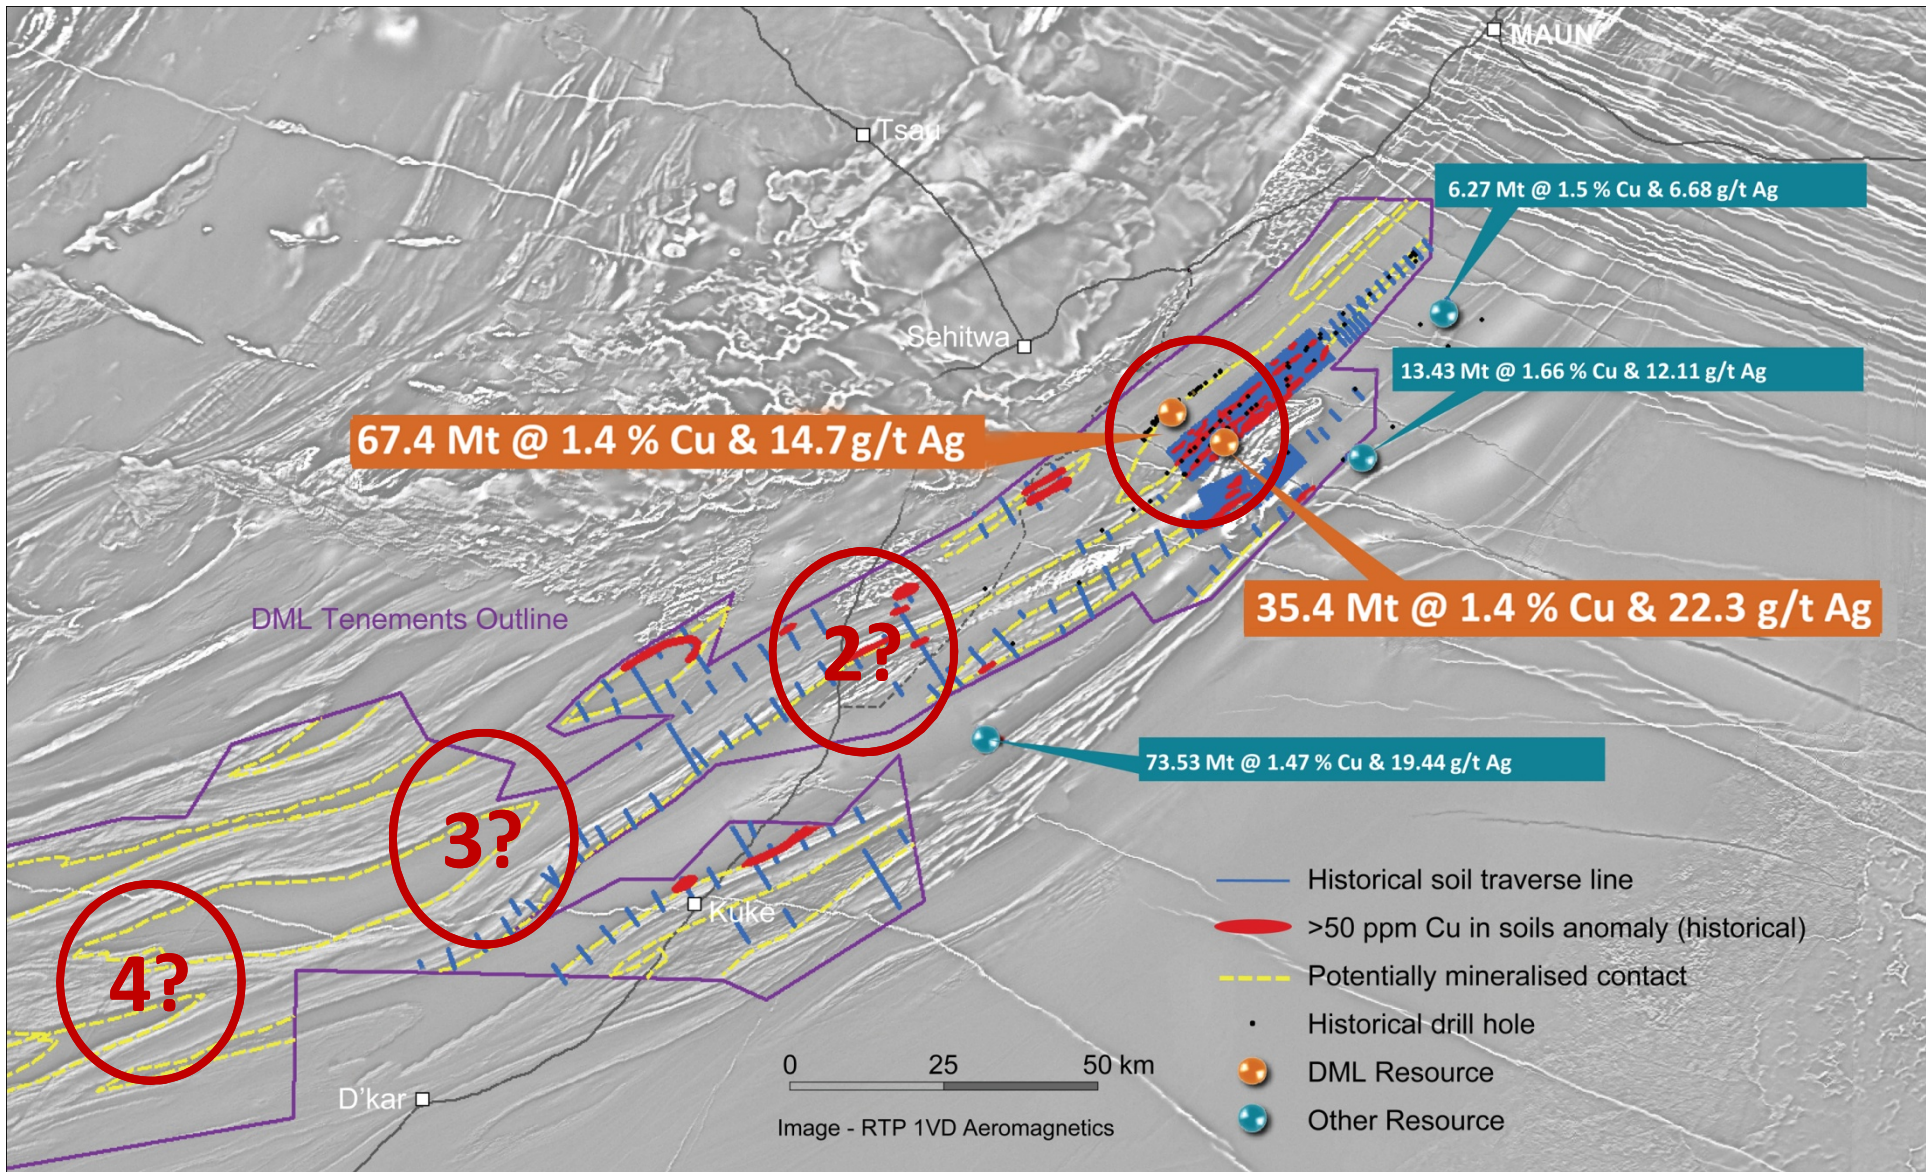 MAUN
Tsau
6.27 Mt @ 1.5 % Cu & 6.68 g/t Ag
Sehitwa
13.43 Mt @ 1.66 % Cu & 12.11 g/t Ag
67.4 Mt @ 1.4 % Cu & 14.7 g/t Ag
35.4 Mt @ 1.4 % Cu & 22.3 g/t Ag
DML Tenements Outline
2?
73.53 Mt @ 1.47 % Cu & 19.44 g/t Ag
3?
Kuke
4?
D'kar
Historical soil traverse line
>50 ppm Cu in soils anomaly (historical)
Potentially mineralised contact
Historical drill hole
DML Resource
Other Resource
0 25 50 km
Image - RTP 1VD Aeromagnetics